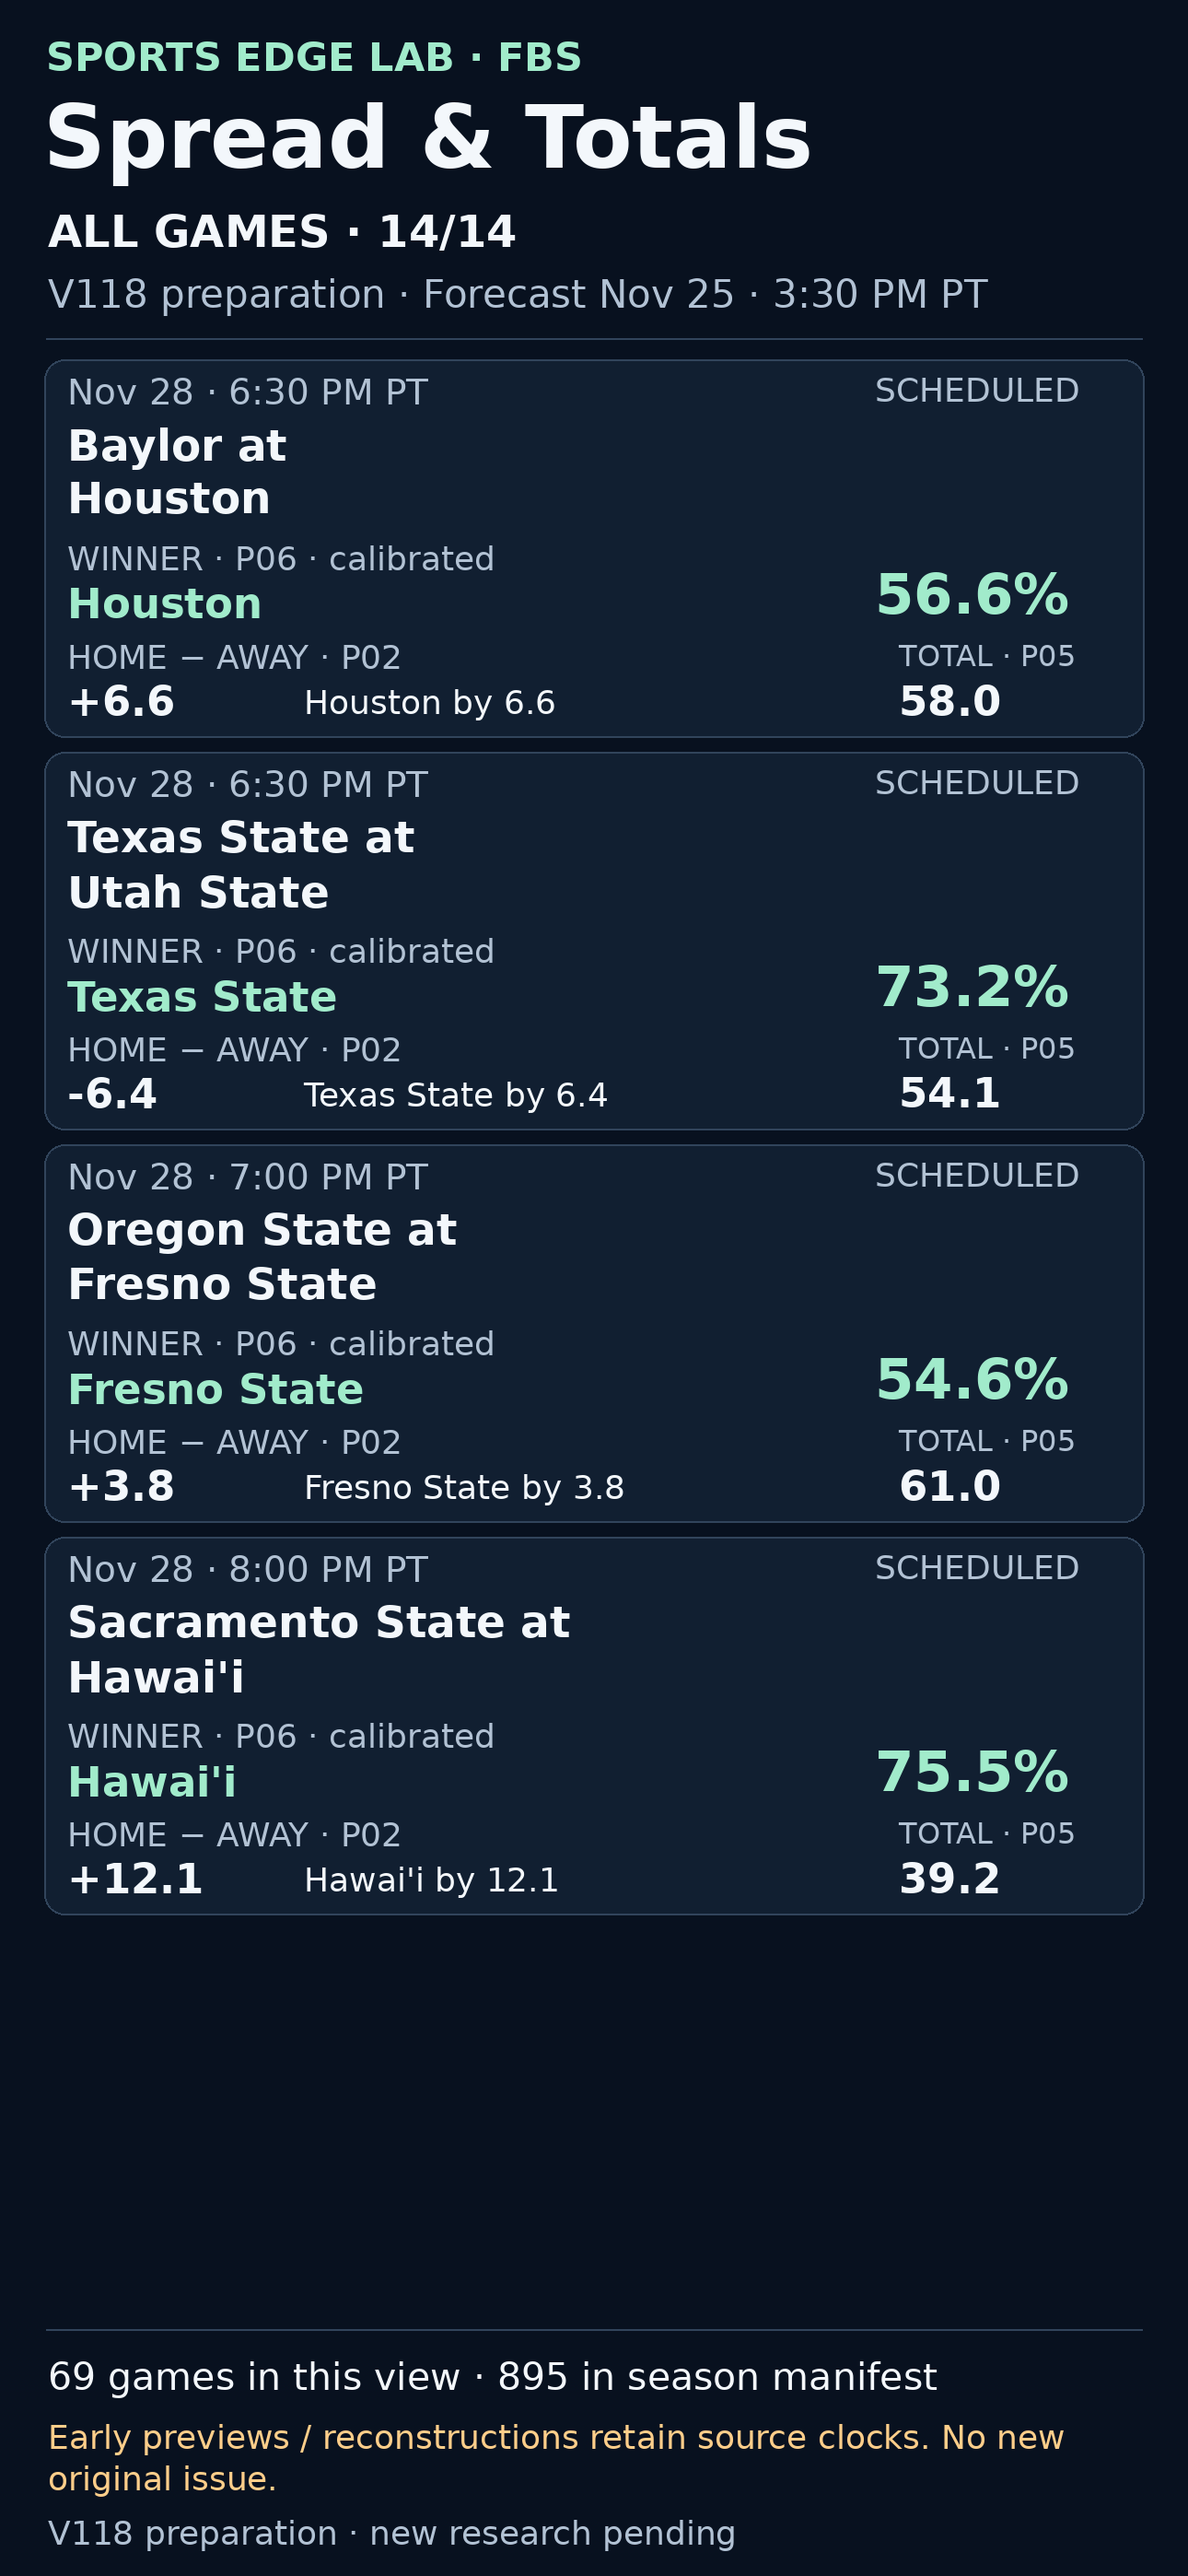 SPORTS EDGE LAB · FBS
Spread & Totals
ALL GAMES · 14/14
V118 preparation · Forecast Nov 25 · 3:30 PM PT
Nov 28 · 6:30 PM PT SCHEDULED
Baylor at
Houston
WINNER · P06 · calibrated
Houston 56.6%
HOME − AWAY · P02 TOTAL · P05
+6.6 Houston by 6.6 58.0
Nov 28 · 6:30 PM PT SCHEDULED
Texas State at
Utah State
WINNER · P06 · calibrated
Texas State 73.2%
HOME − AWAY · P02 TOTAL · P05
-6.4 Texas State by 6.4 54.1
Nov 28 · 7:00 PM PT SCHEDULED
Oregon State at
Fresno State
WINNER · P06 · calibrated
Fresno State 54.6%
HOME − AWAY · P02 TOTAL · P05
+3.8 Fresno State by 3.8 61.0
Nov 28 · 8:00 PM PT SCHEDULED
Sacramento State at
Hawai'i
WINNER · P06 · calibrated
Hawai'i 75.5%
HOME − AWAY · P02 TOTAL · P05
+12.1 Hawai'i by 12.1 39.2
69 games in this view · 895 in season manifest
Early previews / reconstructions retain source clocks. No new
original issue.
V118 preparation · new research pending